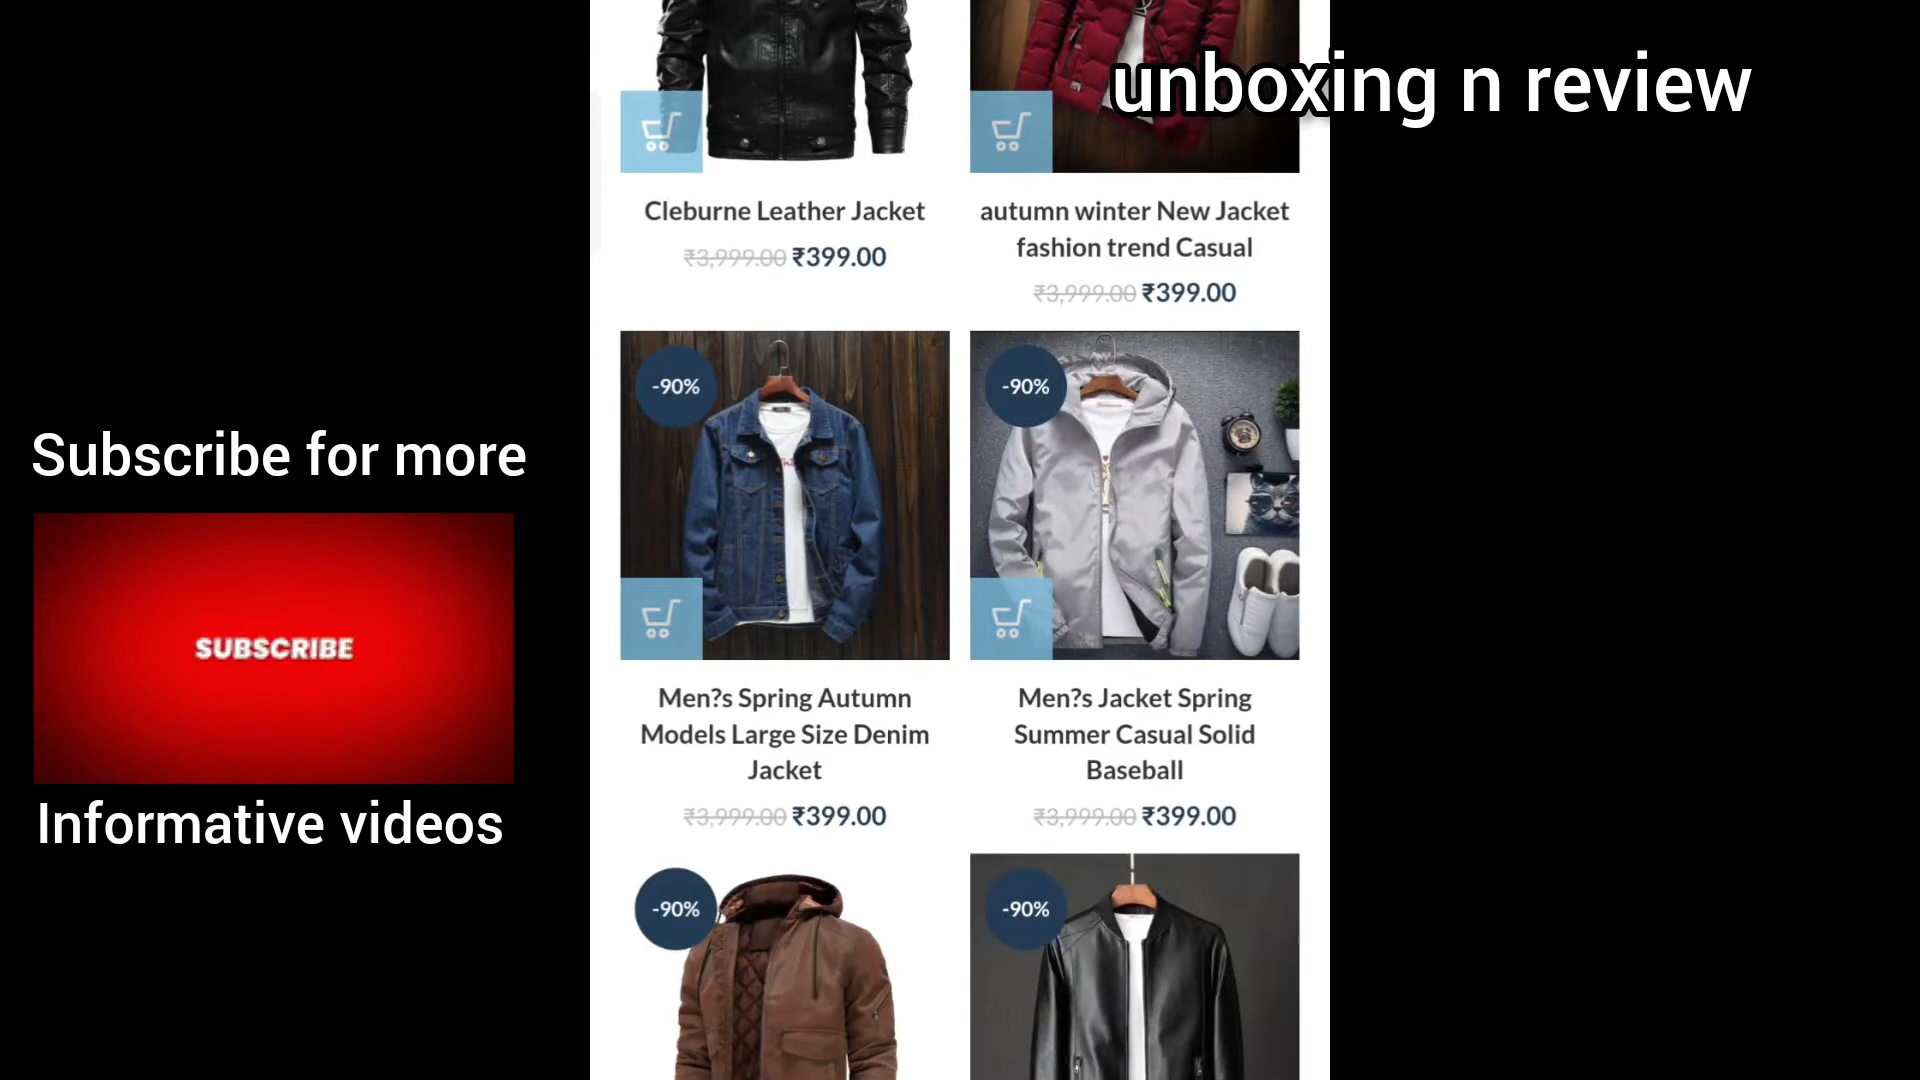 unboxing n review
Cleburne Leather Jacket
₹3,999.00 ₹399.00
autumn winter New Jacket
fashion trend Casual
₹3,999.00 ₹399.00
Subscribe for more
SUBSCRIBE
Informative videos
-90%
Men?s Spring Autumn
Models Large Size Denim
Jacket
₹3,999.00 ₹399.00
-90%
Men?s Jacket Spring
Summer Casual Solid
Baseball
₹3,999.00 ₹399.00
-90%
-90%